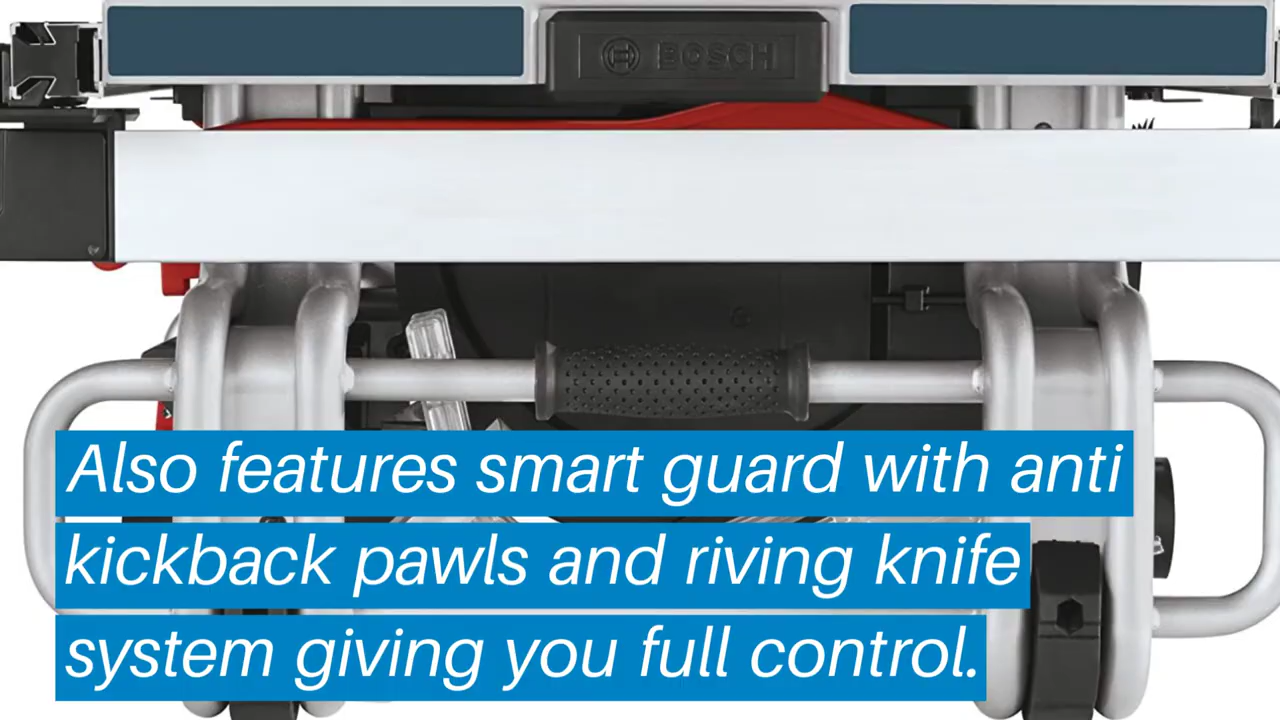 BOSCH
Also features smart guard with anti
kickback pawls and riving knife
system giving you full control.